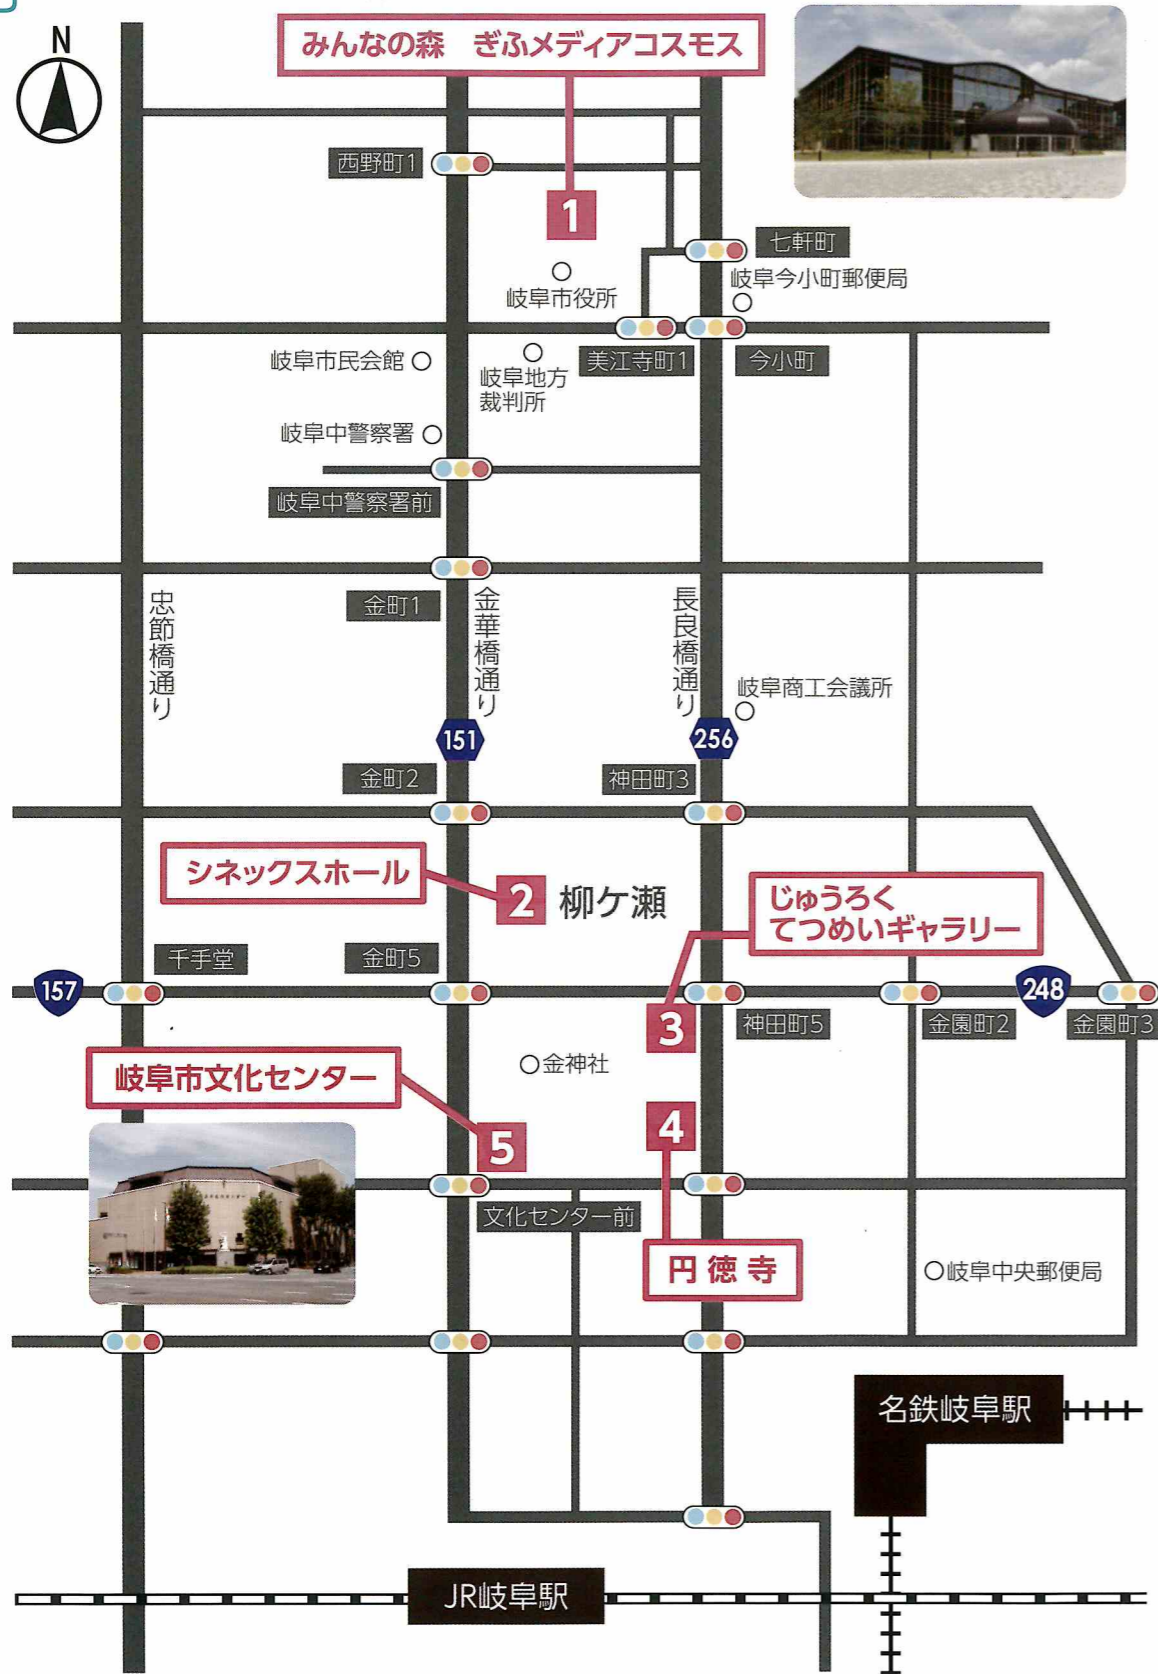 N
みんなの森 ぎふメディアコスモス
西野町1
1
七軒町
岐阜今小町郵便局
岐阜市役所
岐阜市民会館
岐阜地方
裁判所
美江寺町1
今小町
岐阜中警察署
岐阜中警察署前
金町1
忠節橋通り
金華橋通り
長良橋通り
岐阜商工会議所
151
256
金町2
神田町3
シネックスホール
2
柳ケ瀬
じゅうろく
てつめいギャラリー
千手堂
金町5
157
248
3
神田町5
金園町2
金園町3
金神社
岐阜市文化センター
4
5
文化センター前
円徳寺
岐阜中央郵便局
名鉄岐阜駅
JR岐阜駅